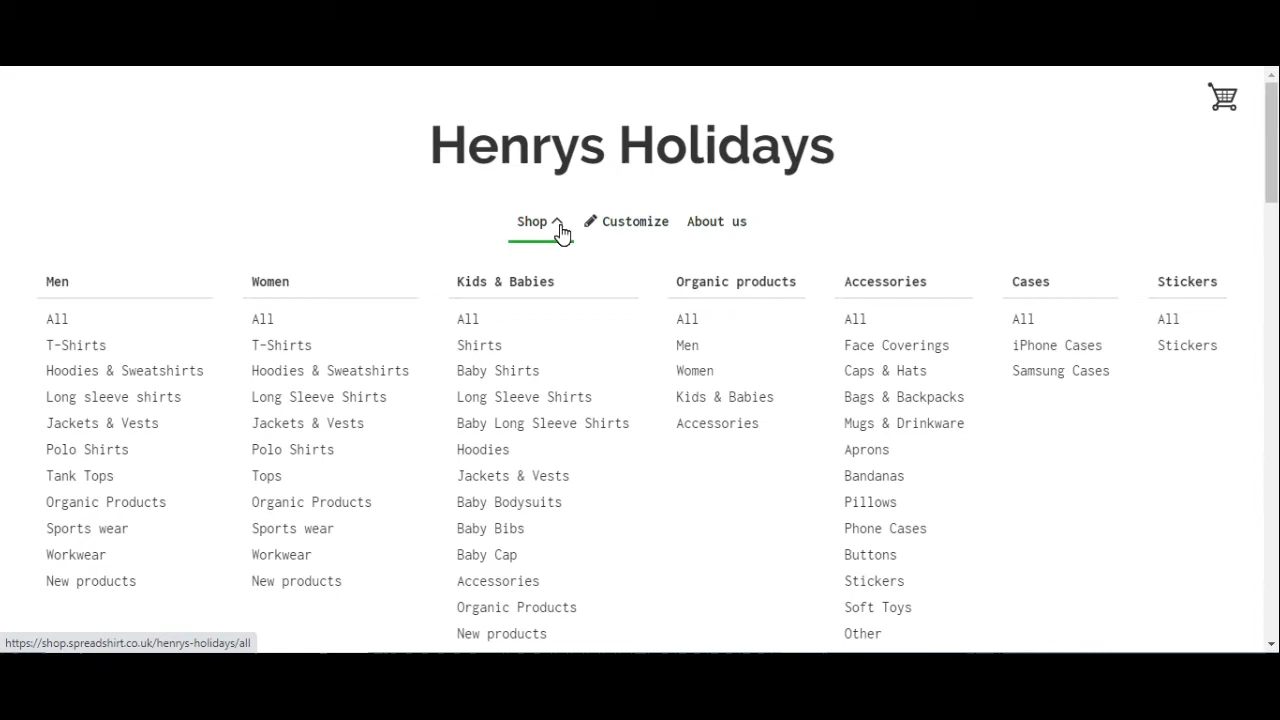 Henrys Holidays
Shop
Customize
About us
Men
All
T-Shirts
Hoodies & Sweatshirts
Long sleeve shirts
Jackets & Vests
Polo Shirts
Tank Tops
Organic Products
Sports wear
Workwear
New products
Women
All
T-Shirts
Hoodies & Sweatshirts
Long Sleeve Shirts
Jackets & Vests
Polo Shirts
Tops
Organic Products
Sports wear
Workwear
New products
Kids & Babies
All
Shirts
Baby Shirts
Long Sleeve Shirts
Baby Long Sleeve Shirts
Hoodies
Jackets & Vests
Baby Bodysuits
Baby Bibs
Baby Cap
Accessories
Organic Products
New products
Organic products
All
Men
Women
Kids & Babies
Accessories
Accessories
All
Face Coverings
Caps & Hats
Bags & Backpacks
Mugs & Drinkware
Aprons
Bandanas
Pillows
Phone Cases
Buttons
Stickers
Soft Toys
Other
Cases
All
iPhone Cases
Samsung Cases
Stickers
All
Stickers
https://shop.spreadshirt.co.uk/henrys-holidays/all